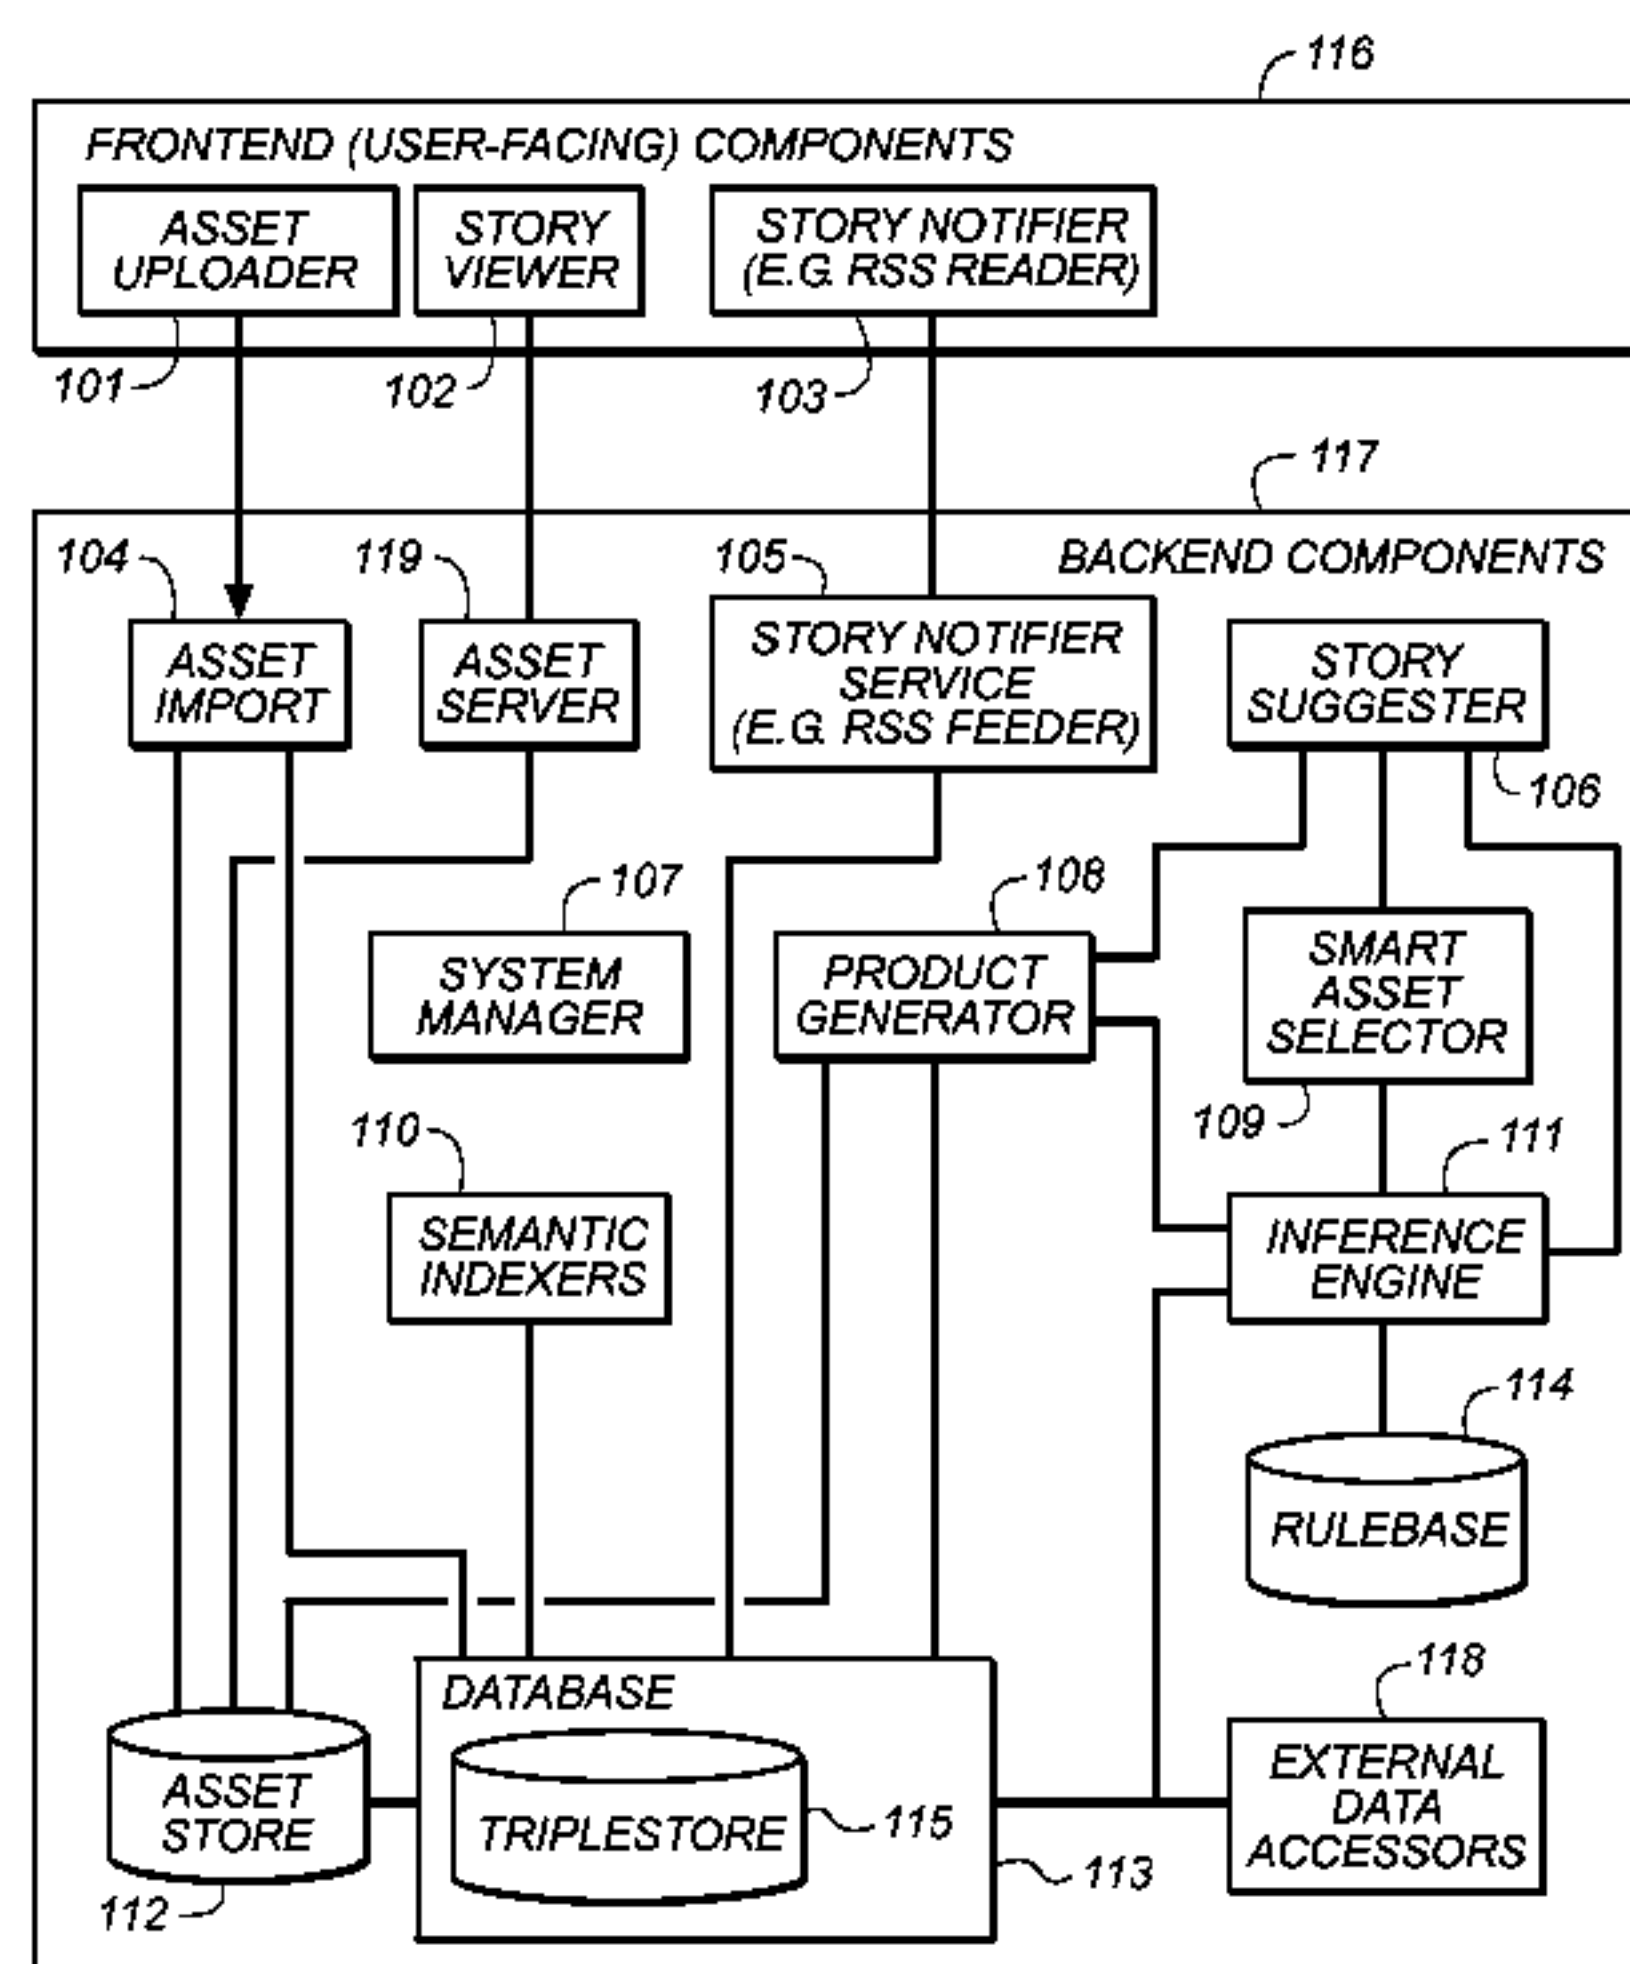 116
FRONTEND (USER-FACING) COMPONENTS
ASSET
UPLOADER
STORY
VIEWER
STORY NOTIFIER
(E.G. RSS READER)
101
102
103
117
BACKEND COMPONENTS
104
119
105
ASSET
IMPORT
ASSET
SERVER
STORY NOTIFIER
SERVICE
(E.G. RSS FEEDER)
STORY
SUGGESTER
106
107
108
SYSTEM
MANAGER
PRODUCT
GENERATOR
SMART
ASSET
SELECTOR
109
110
111
SEMANTIC
INDEXERS
INFERENCE
ENGINE
114
RULEBASE
118
DATABASE
ASSET
STORE
TRIPLESTORE
115
113
EXTERNAL
DATA
ACCESSORS
112